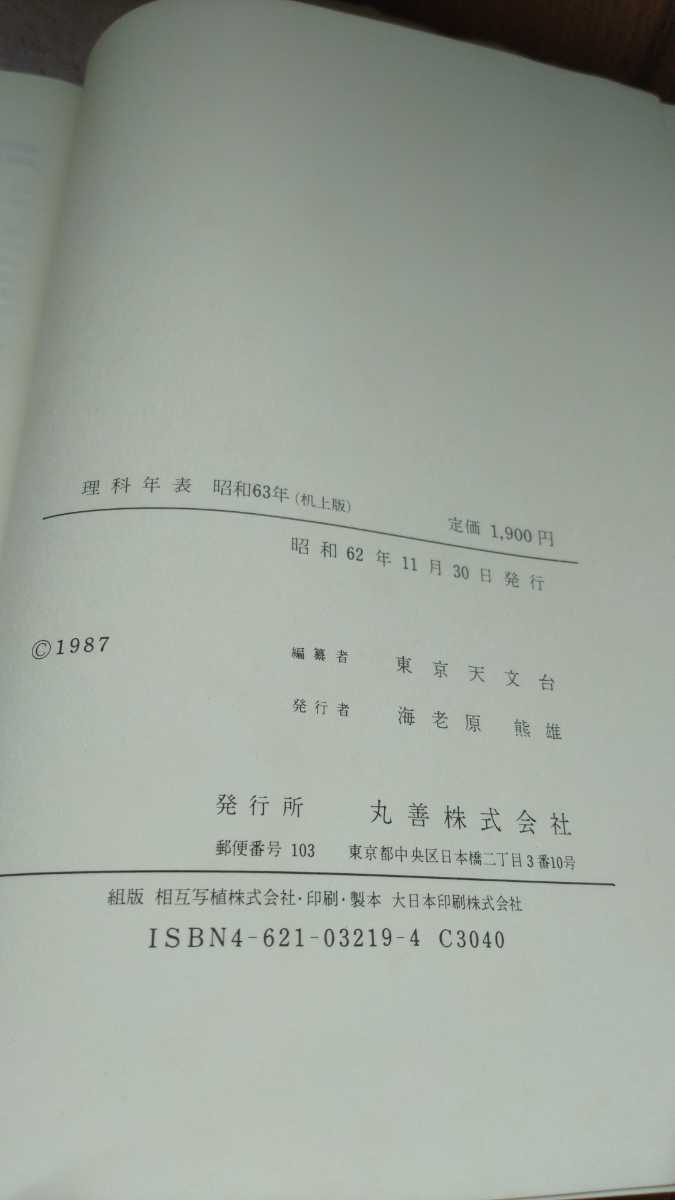 理科年表 昭和63年(机上版)
定価 1,900円
昭和62年11月30日発行
©1987
編纂者 東京天文台
発行者 海老原 熊雄
発行所 丸善株式会社
郵便番号 103 東京都中央区日本橋二丁目3番10号
組版 相互写植株式会社・印刷・製本 大日本印刷株式会社
ISBN4-621-03219-4 C3040